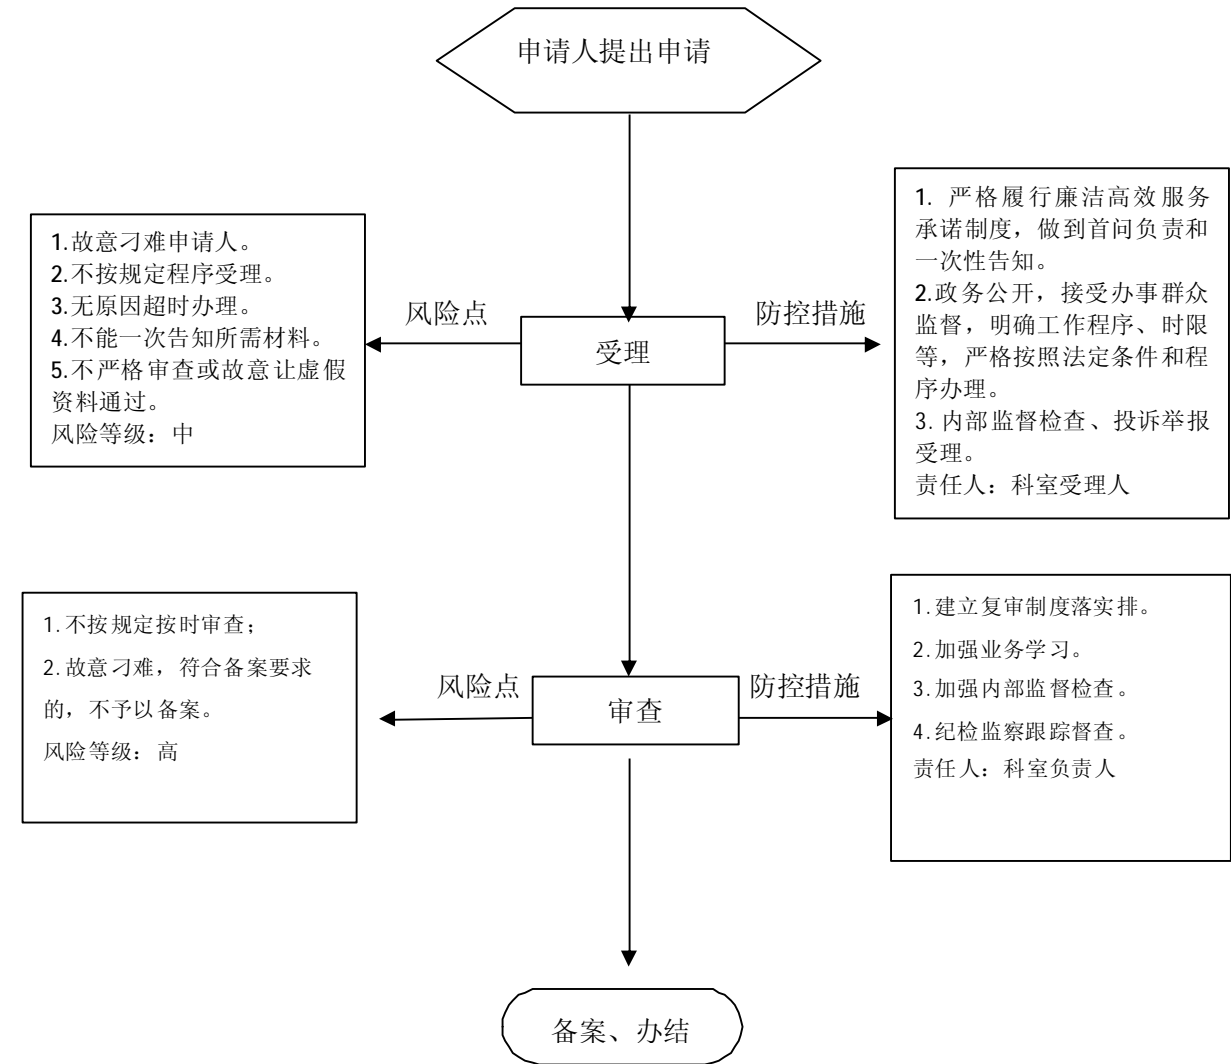 申请人提出申请
1.故意刁难申请人。
2.不按规定程序受理。
3.无原因超时办理。
4.不能一次告知所需材料。
5.不严格审查或故意让虚假
资料通过。
风险等级：中
风险点
受理
防控措施
1. 严格履行廉洁高效服务
承诺制度，做到首问负责和
一次性告知。
2.政务公开，接受办事群众
监督，明确工作程序、时限
等，严格按照法定条件和程
序办理。
3.内部监督检查、投诉举报
受理。
责任人：科室受理人
1.不按规定按时审查；
2.故意刁难，符合备案要求
的，不予以备案。
风险等级：高
风险点
审查
防控措施
1.建立复审制度落实排。
2.加强业务学习。
3.加强内部监督检查。
4.纪检监察跟踪督查。
责任人：科室负责人
备案、办结